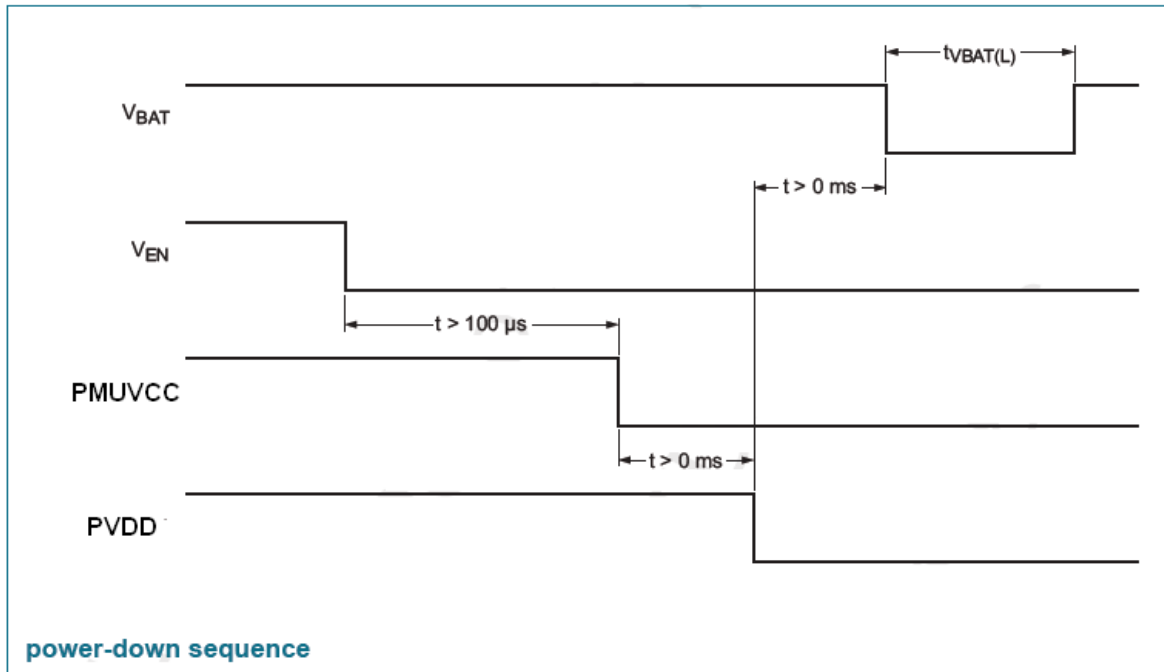 tVBAT(L)
VBAT
t > 0 ms
VEN
t > 100 µs
PMUVCC
t > 0 ms
PVDD
power-down sequence